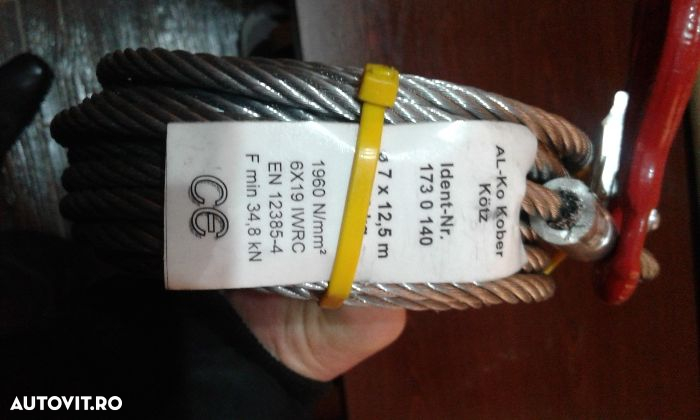 AL-KO Kober
Kötz
Ident-Nr.
173 0 140
7 x 12,5 m
1960 N/mm²
6X19 IWRC
EN 12385-4
F min 34,8 kN
CE
AUTOVIT.RO